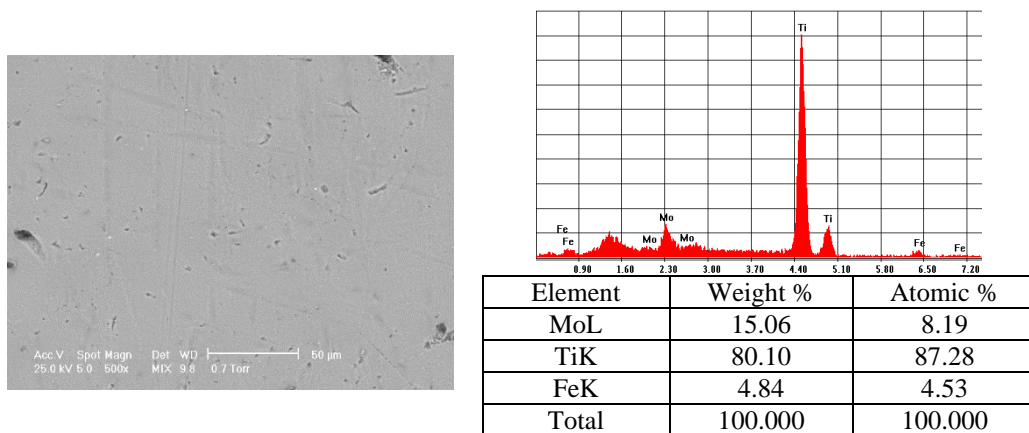 Acc.V Spot Magn Det WD 50 µm
25.0 kV 5.0 500x MIX 9.8 0.7 Torr
Ti
Mo
Ti
Fe
Fe
Mo
Mo
Fe
Fe
0.90 1.60 2.30 3.00 3.70 4.40 5.10 5.80 6.50 7.20
Element Weight % Atomic %
MoL 15.06 8.19
TiK 80.10 87.28
FeK 4.84 4.53
Total 100.000 100.000